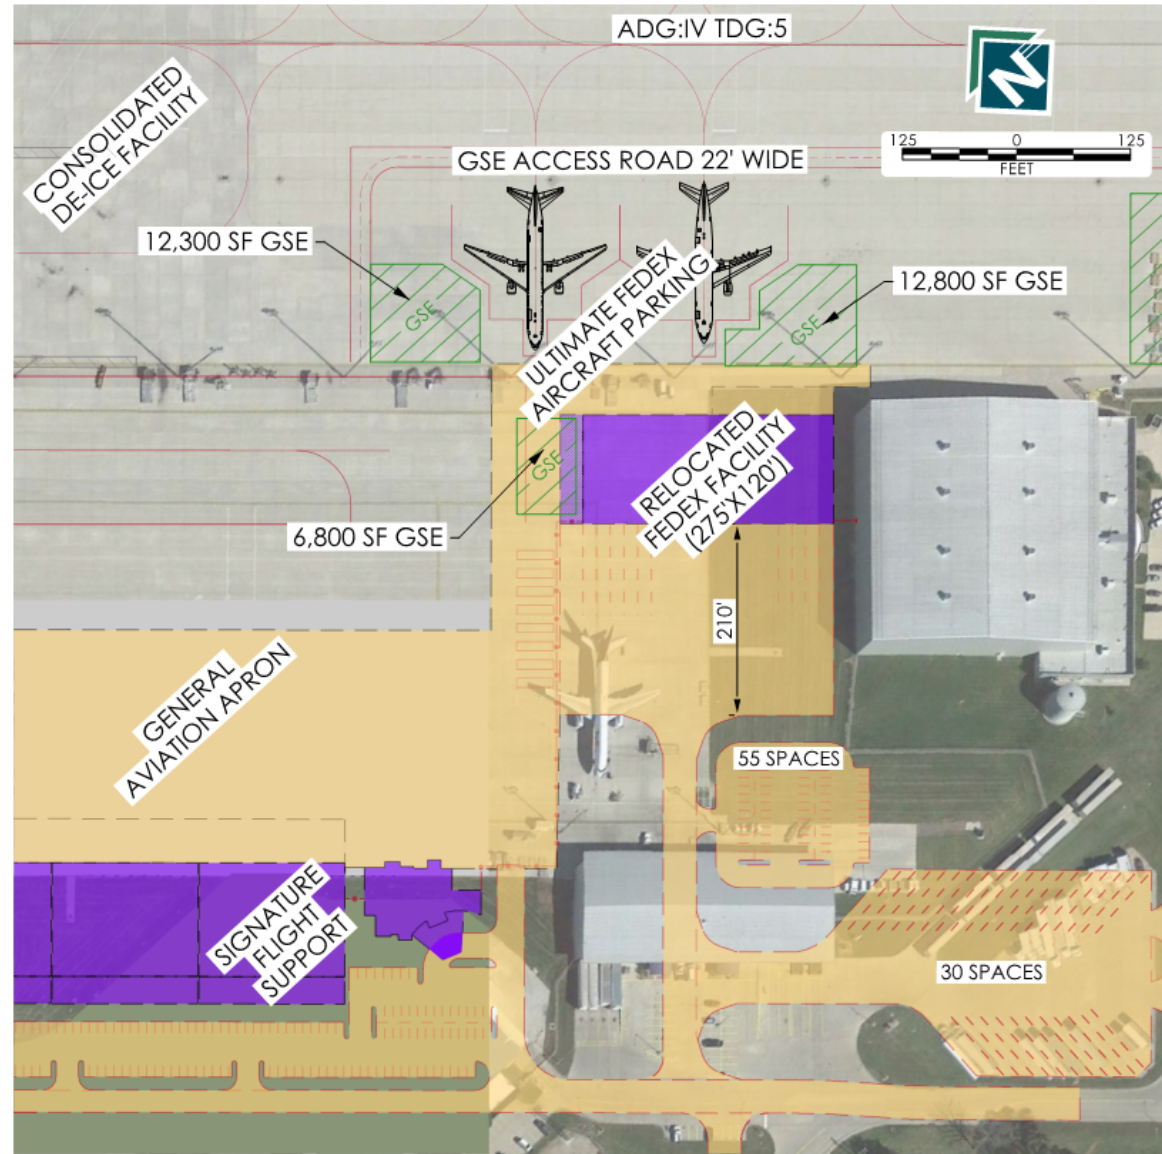 ADG:IV TDG:5
N
CONSOLIDATED
DE-ICE FACILITY
125 0 125
FEET
GSE ACCESS ROAD 22' WIDE
12,300 SF GSE
12,800 SF GSE
GSE
GSE
ULTIMATE FEDEX
AIRCRAFT PARKING
GSE
RELOCATED
FEDEX FACILITY
(275'X120')
6,800 SF GSE
210'
GENERAL
AVIATION APRON
55 SPACES
SIGNATURE
FLIGHT
SUPPORT
30 SPACES